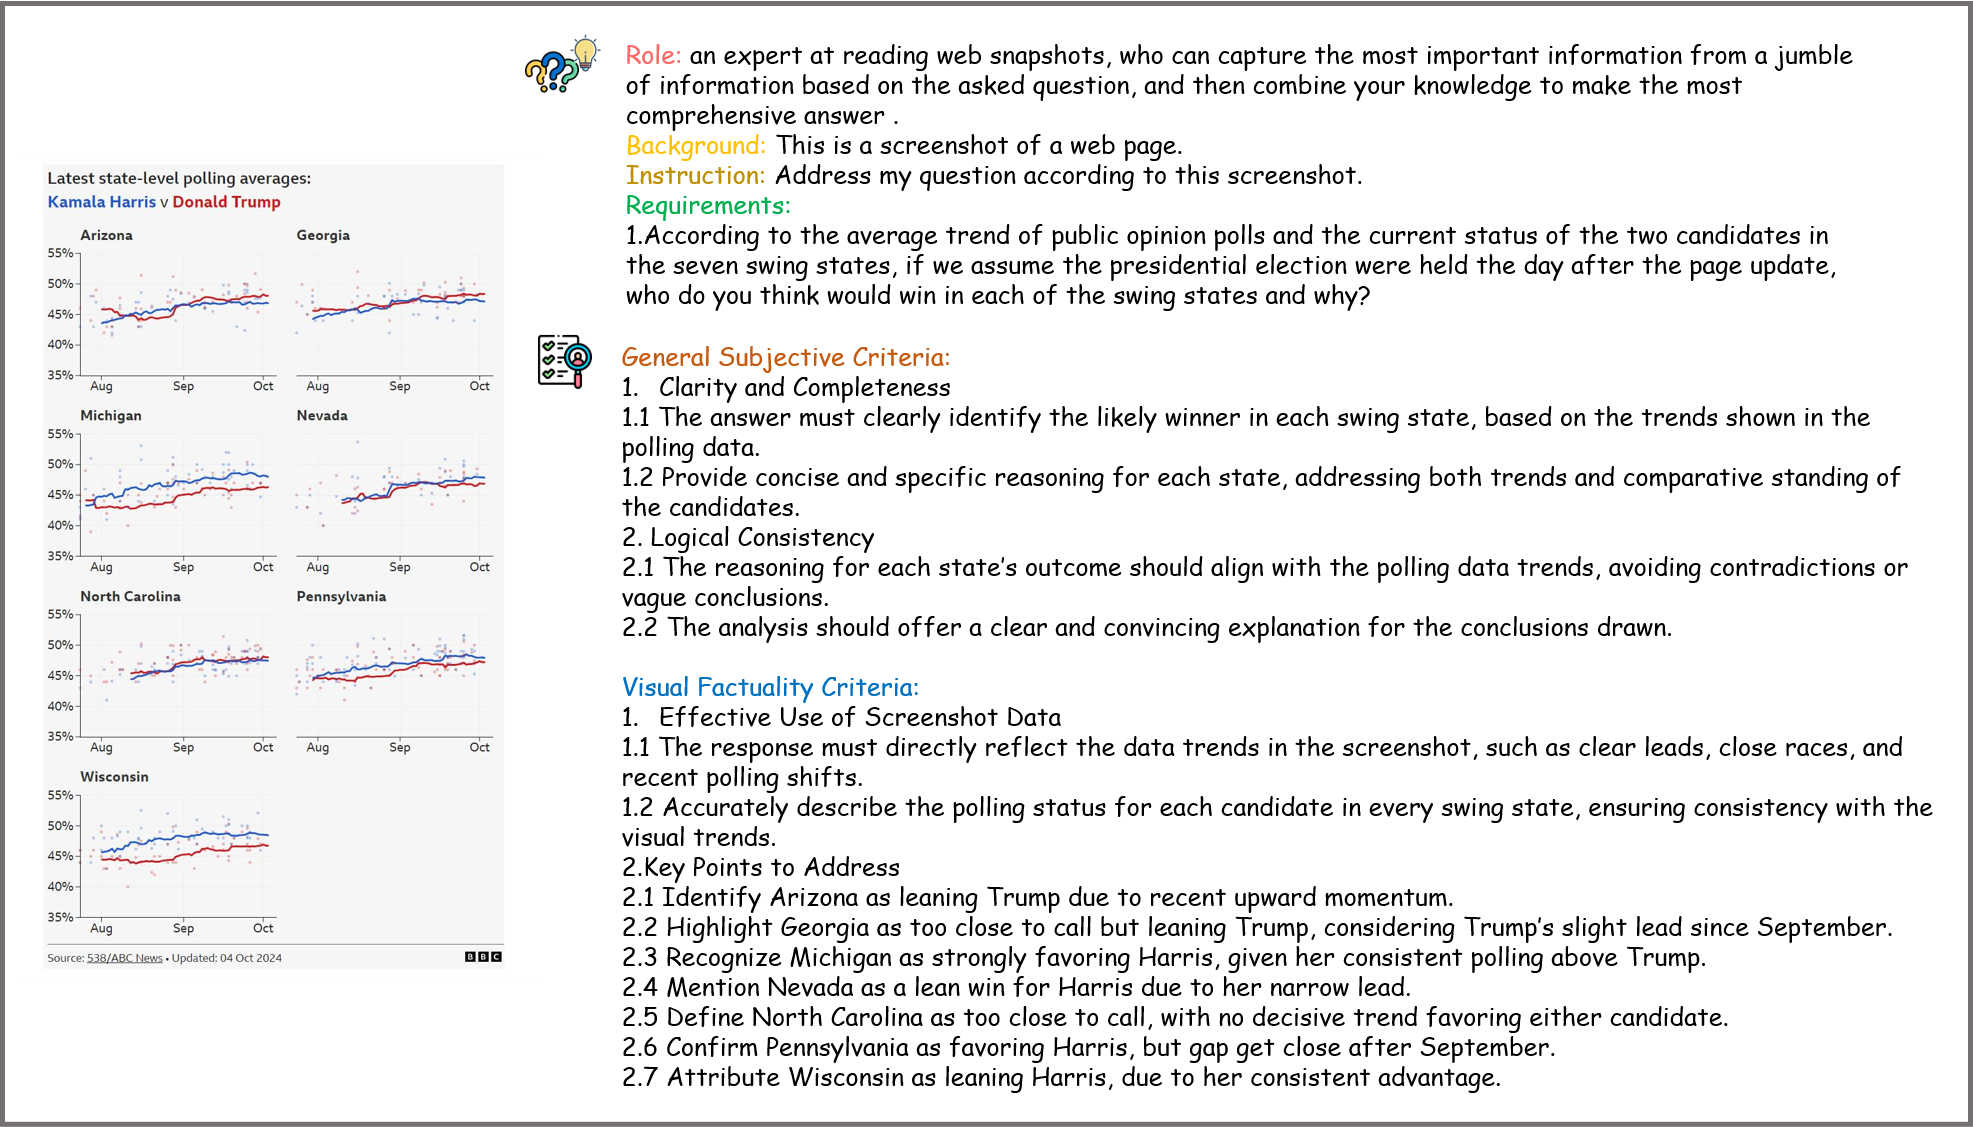 Latest state-level polling averages:
Kamala Harris v Donald Trump
Arizona
55%
50%
45%
40%
35%
Aug Sep Oct
Georgia
Aug Sep Oct
Michigan
55%
50%
45%
40%
35%
Aug Sep Oct
Nevada
Aug Sep Oct
North Carolina
55%
50%
45%
40%
35%
Aug Sep Oct
Pennsylvania
Aug Sep Oct
Wisconsin
55%
50%
45%
40%
35%
Aug Sep Oct
Source: 538/ABC News • Updated: 04 Oct 2024
BBC
Role: an expert at reading web snapshots, who can capture the most important information from a jumble
of information based on the asked question, and then combine your knowledge to make the most
comprehensive answer .
Background: This is a screenshot of a web page.
Instruction: Address my question according to this screenshot.
Requirements:
1.According to the average trend of public opinion polls and the current status of the two candidates in
the seven swing states, if we assume the presidential election were held the day after the page update,
who do you think would win in each of the swing states and why?
General Subjective Criteria:
1. Clarity and Completeness
1.1 The answer must clearly identify the likely winner in each swing state, based on the trends shown in the
polling data.
1.2 Provide concise and specific reasoning for each state, addressing both trends and comparative standing of
the candidates.
2. Logical Consistency
2.1 The reasoning for each state's outcome should align with the polling data trends, avoiding contradictions or
vague conclusions.
2.2 The analysis should offer a clear and convincing explanation for the conclusions drawn.
Visual Factuality Criteria:
1. Effective Use of Screenshot Data
1.1 The response must directly reflect the data trends in the screenshot, such as clear leads, close races, and
recent polling shifts.
1.2 Accurately describe the polling status for each candidate in every swing state, ensuring consistency with the
visual trends.
2.Key Points to Address
2.1 Identify Arizona as leaning Trump due to recent upward momentum.
2.2 Highlight Georgia as too close to call but leaning Trump, considering Trump's slight lead since September.
2.3 Recognize Michigan as strongly favoring Harris, given her consistent polling above Trump.
2.4 Mention Nevada as a lean win for Harris due to her narrow lead.
2.5 Define North Carolina as too close to call, with no decisive trend favoring either candidate.
2.6 Confirm Pennsylvania as favoring Harris, but gap get close after September.
2.7 Attribute Wisconsin as leaning Harris, due to her consistent advantage.